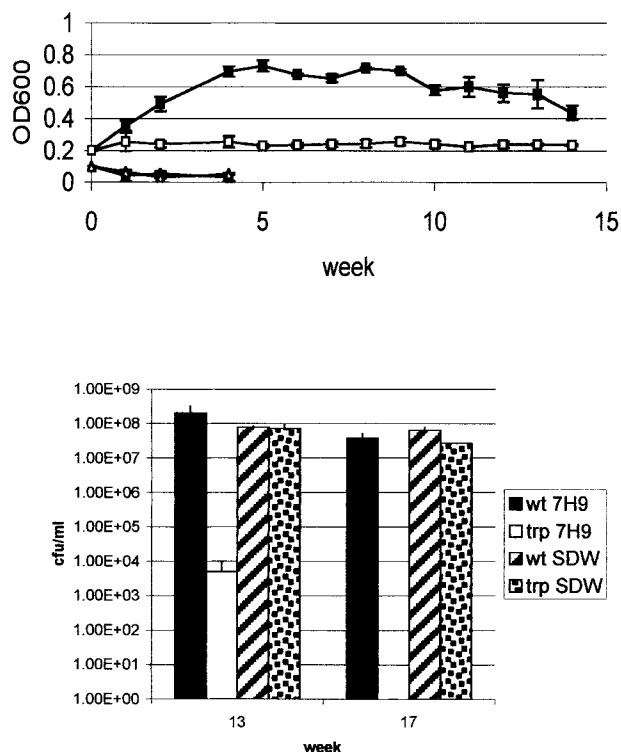 1
0.8
0.6
0.4
0.2
0
OD600
0 5 10 15
week
1.00E+09
1.00E+08
1.00E+07
1.00E+06
1.00E+05
1.00E+04
1.00E+03
1.00E+02
1.00E+01
1.00E+00
cfu/ml
13 17
week
wt 7H9
trp 7H9
wt SDW
trp SDW